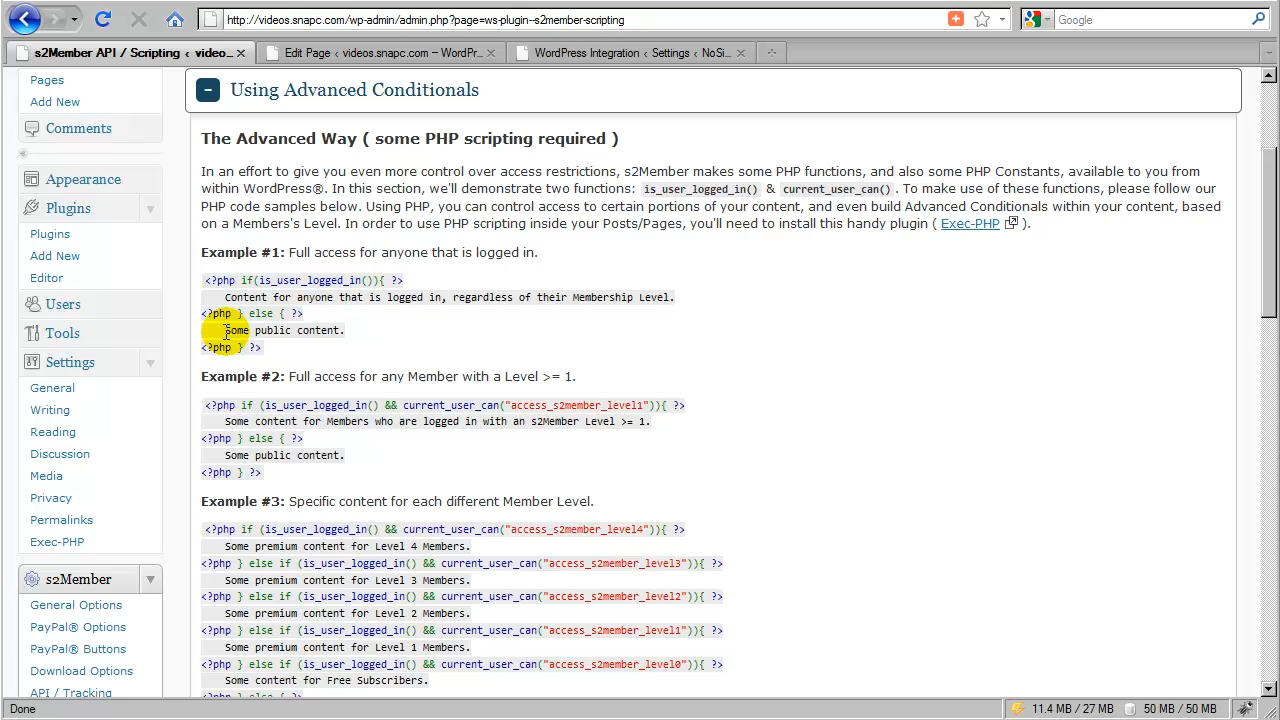 http://videos.snapc.com/wp-admin/admin.php?page=ws-plugin--s2member-scripting
Google
s2Member API / Scripting ‹ video...
Edit Page ‹ videos.snapc.com — WordPr...
WordPress Integration ‹ Settings ‹ NoSi...
Pages
Add New
Comments
Appearance
Plugins
Plugins
Add New
Editor
Users
Tools
Settings
General
Writing
Reading
Discussion
Media
Privacy
Permalinks
Exec-PHP
s2Member
General Options
PayPal® Options
PayPal® Buttons
Download Options
API / Tracking
Using Advanced Conditionals
The Advanced Way ( some PHP scripting required )
In an effort to give you even more control over access restrictions, s2Member makes some PHP functions, and also some PHP Constants, available to you from
within WordPress®. In this section, we'll demonstrate two functions: is_user_logged_in() & current_user_can(). To make use of these functions, please follow our
PHP code samples below. Using PHP, you can control access to certain portions of your content, and even build Advanced Conditionals within your content, based
on a Members's Level. In order to use PHP scripting inside your Posts/Pages, you'll need to install this handy plugin ( Exec-PHP ).
Example #1: Full access for anyone that is logged in.
<?php if(is_user_logged_in()){ ?>
Content for anyone that is logged in, regardless of their Membership Level.
<?php } else { ?>
Some public content.
<?php } ?>
Example #2: Full access for any Member with a Level >= 1.
<?php if (is_user_logged_in() && current_user_can("access_s2member_level1")){ ?>
Some content for Members who are logged in with an s2Member Level >= 1.
<?php } else { ?>
Some public content.
<?php } ?>
Example #3: Specific content for each different Member Level.
<?php if (is_user_logged_in() && current_user_can("access_s2member_level4")){ ?>
Some premium content for Level 4 Members.
<?php } else if (is_user_logged_in() && current_user_can("access_s2member_level3")){ ?>
Some premium content for Level 3 Members.
<?php } else if (is_user_logged_in() && current_user_can("access_s2member_level2")){ ?>
Some premium content for Level 2 Members.
<?php } else if (is_user_logged_in() && current_user_can("access_s2member_level1")){ ?>
Some premium content for Level 1 Members.
<?php } else if (is_user_logged_in() && current_user_can("access_s2member_level0")){ ?>
Some content for Free Subscribers.
<?php } else { ?>
Done
11.4 MB / 27 MB
50 MB / 50 MB